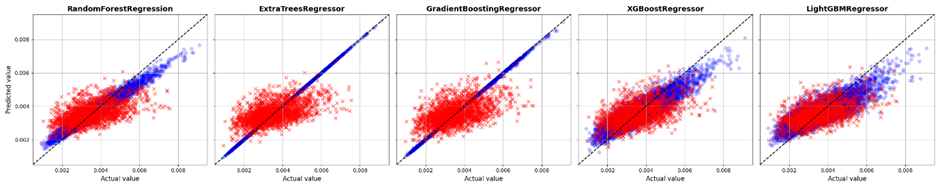 RandomForestRegression
ExtraTreesRegressor
GradientBoostingRegressor
XGBoostRegressor
LightGBMRegressor
Predicted value
0.008
0.006
0.004
0.002
0.002 0.004 0.006 0.008
0.002 0.004 0.006 0.008
0.002 0.004 0.006 0.008
0.002 0.004 0.006 0.008
0.002 0.004 0.006 0.008
Actual value
Actual value
Actual value
Actual value
Actual value